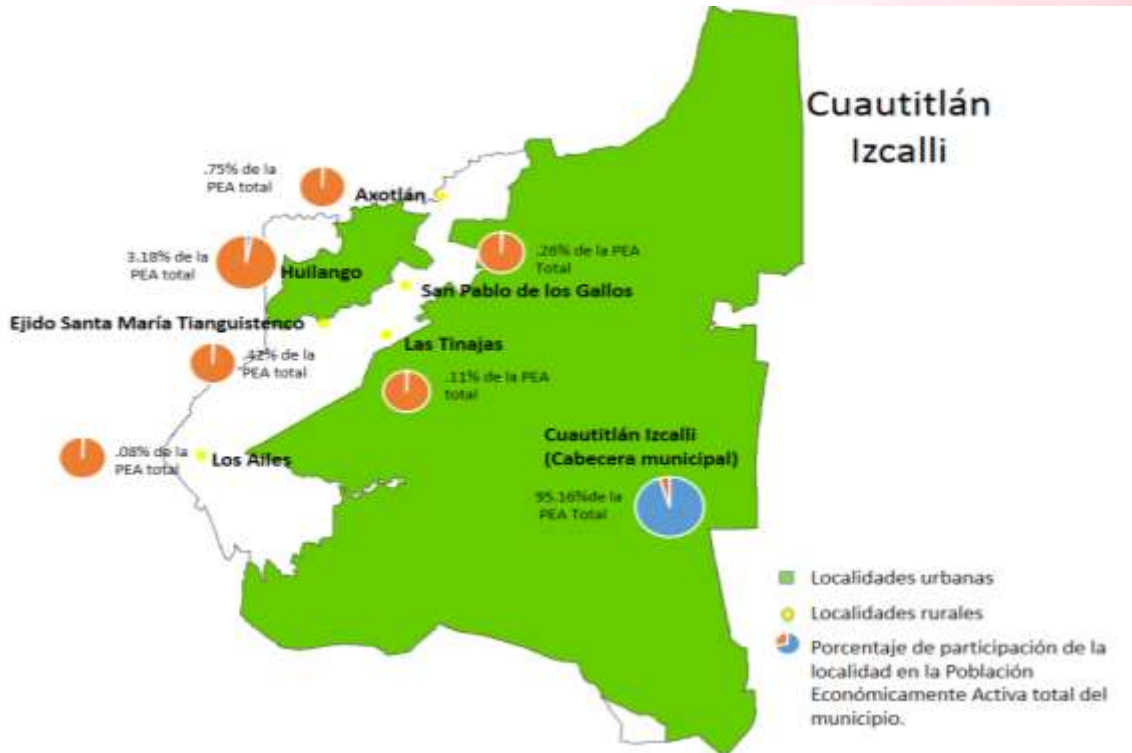 Cuautitlán
Izcalli
.75% de la
PEA total
Axotlán
3.18% de la
PEA total
Huilango
.26% de la PEA
Total
San Pablo de los Gallos
Ejido Santa María Tianguistenco
.42% de la
PEA total
Las Tinajas
.11% de la PEA
total
.08% de la
PEA total
Los Ailes
Cuautitlán Izcalli
(Cabecera municipal)
95.16%de la
PEA Total
Localidades urbanas
Localidades rurales
Porcentaje de participación de la
localidad en la Población
Económicamente Activa total del
municipio.